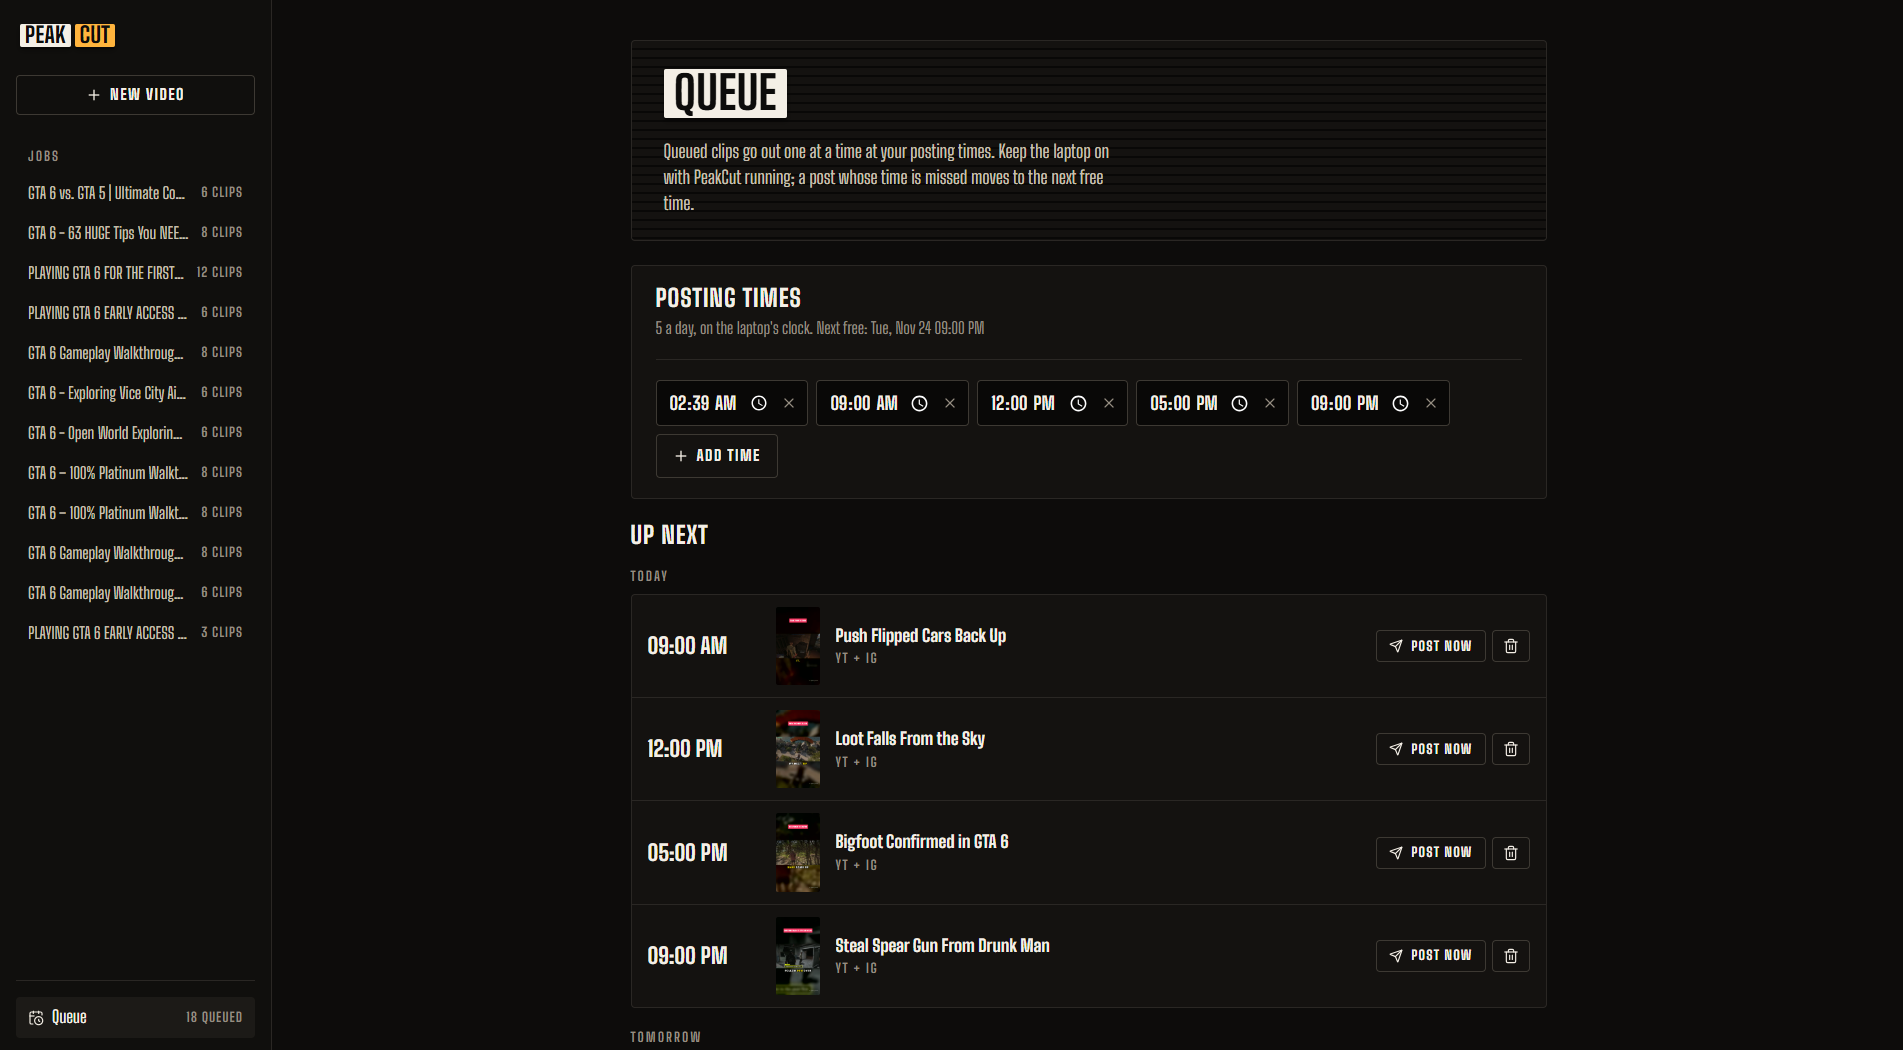 PEAK CUT
+ NEW VIDEO
JOBS
GTA 6 vs. GTA 5 | Ultimate Co... 6 CLIPS
GTA 6 - 63 HUGE Tips You NEE... 8 CLIPS
PLAYING GTA 6 FOR THE FIRST... 12 CLIPS
PLAYING GTA 6 EARLY ACCESS ... 6 CLIPS
GTA 6 Gameplay Walkthroug... 8 CLIPS
GTA 6 - Exploring Vice City Ai... 6 CLIPS
GTA 6 - Open World Explorin... 6 CLIPS
GTA 6 – 100% Platinum Walkt... 8 CLIPS
GTA 6 – 100% Platinum Walkt... 8 CLIPS
GTA 6 Gameplay Walkthroug... 8 CLIPS
GTA 6 Gameplay Walkthroug... 6 CLIPS
PLAYING GTA 6 EARLY ACCESS ... 3 CLIPS
Queue 18 QUEUED
QUEUE
Queued clips go out one at a time at your posting times. Keep the laptop on
with PeakCut running; a post whose time is missed moves to the next free
time.
POSTING TIMES
5 a day, on the laptop's clock. Next free: Tue, Nov 24 09:00 PM
02:39 AM 09:00 AM 12:00 PM 05:00 PM 09:00 PM
+ ADD TIME
UP NEXT
TODAY
09:00 AM
Push Flipped Cars Back Up
YT + IG
POST NOW
12:00 PM
Loot Falls From the Sky
YT + IG
POST NOW
05:00 PM
Bigfoot Confirmed in GTA 6
YT + IG
POST NOW
09:00 PM
Steal Spear Gun From Drunk Man
YT + IG
POST NOW
TOMORROW